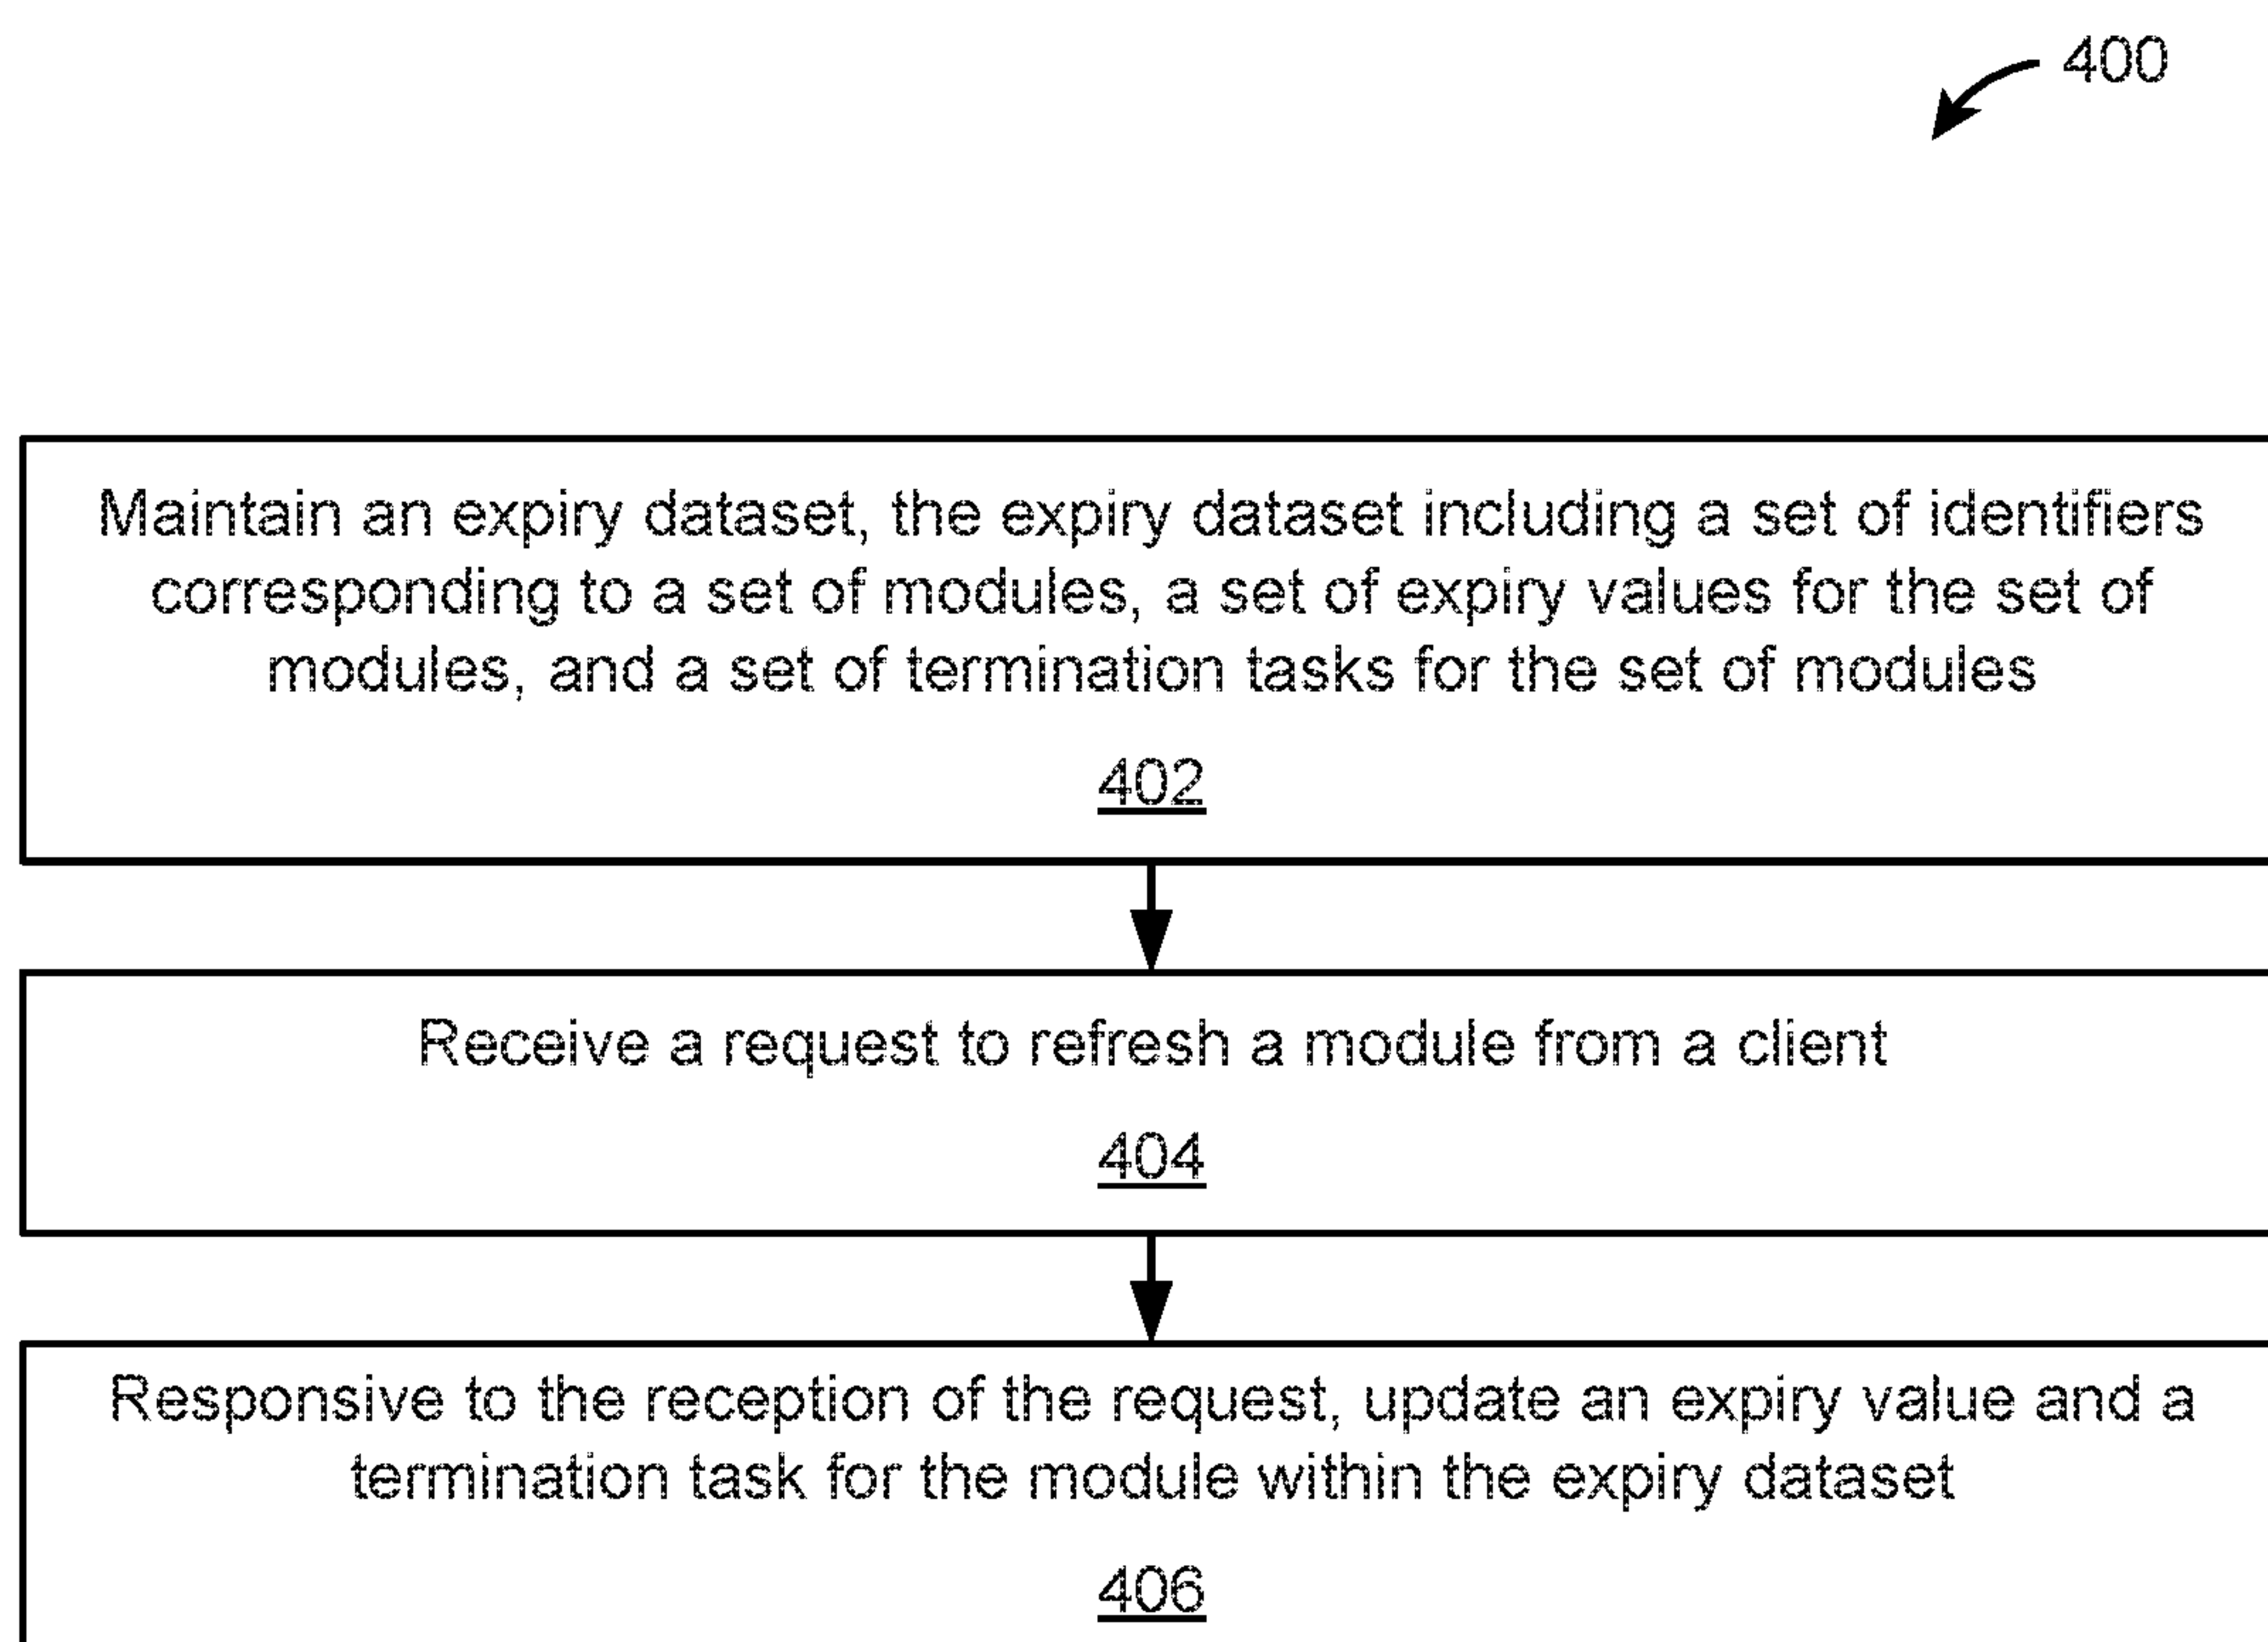 400
Maintain an expiry dataset, the expiry dataset including a set of identifiers
corresponding to a set of modules, a set of expiry values for the set of
modules, and a set of termination tasks for the set of modules
402
Receive a request to refresh a module from a client
404
Responsive to the reception of the request, update an expiry value and a
termination task for the module within the expiry dataset
406